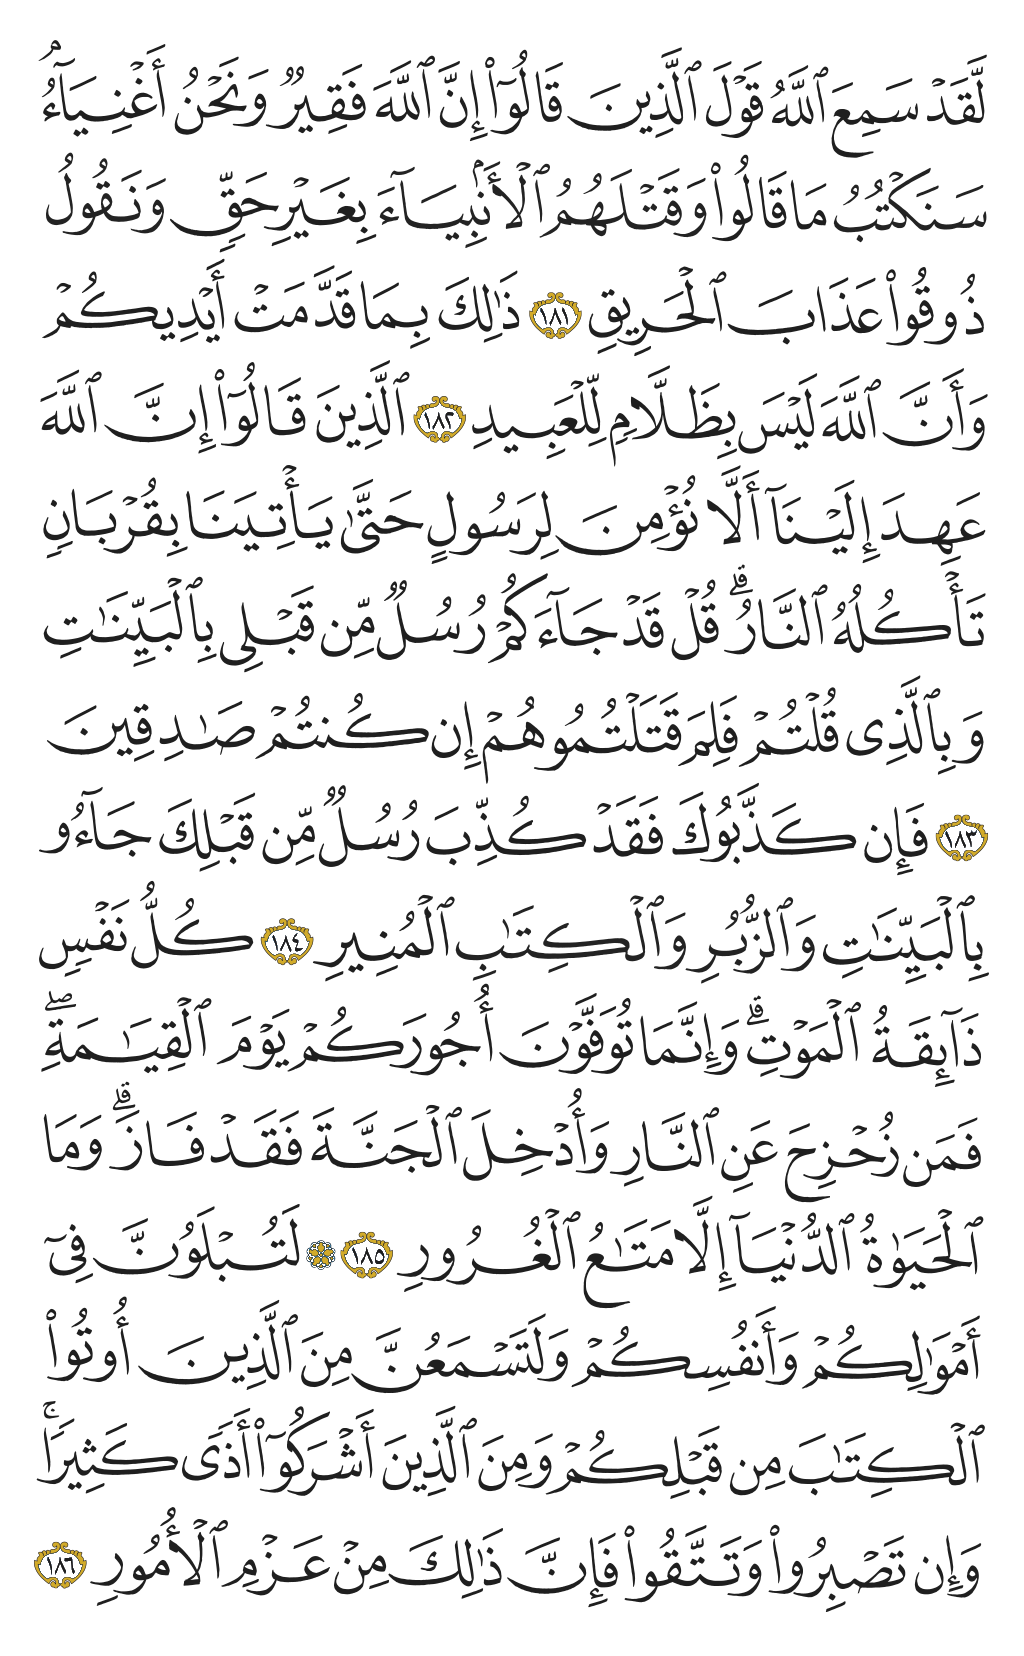 لَّقَدْ سَمِعَ ٱللَّهُ قَوْلَ ٱلَّذِينَ قَالُوٓا۟ إِنَّ ٱللَّهَ فَقِيرٌ وَنَحْنُ أَغْنِيَآءُ ۘ
سَنَكْتُبُ مَا قَالُوا۟ وَقَتْلَهُمُ ٱلْأَنۢبِيَآءَ بِغَيْرِ حَقٍّ وَنَقُولُ
ذُوقُوا۟ عَذَابَ ٱلْحَرِيقِ ١٨١ ذَٰلِكَ بِمَا قَدَّمَتْ أَيْدِيكُمْ
وَأَنَّ ٱللَّهَ لَيْسَ بِظَلَّامٍ لِّلْعَبِيدِ ١٨٢ ٱلَّذِينَ قَالُوٓا۟ إِنَّ ٱللَّهَ
عَهِدَ إِلَيْنَآ أَلَّا نُؤْمِنَ لِرَسُولٍ حَتَّىٰ يَأْتِيَنَا بِقُرْبَانٍ
تَأْكُلُهُ ٱلنَّارُ ۗ قُلْ قَدْ جَآءَكُمْ رُسُلٌ مِّن قَبْلِى بِٱلْبَيِّنَٰتِ
وَبِٱلَّذِى قُلْتُمْ فَلِمَ قَتَلْتُمُوهُمْ إِن كُنتُمْ صَٰدِقِينَ
١٨٣ فَإِن كَذَّبُوكَ فَقَدْ كُذِّبَ رُسُلٌ مِّن قَبْلِكَ جَآءُو
بِٱلْبَيِّنَٰتِ وَٱلزُّبُرِ وَٱلْكِتَٰبِ ٱلْمُنِيرِ ١٨٤ كُلُّ نَفْسٍ
ذَآئِقَةُ ٱلْمَوْتِ ۗ وَإِنَّمَا تُوَفَّوْنَ أُجُورَكُمْ يَوْمَ ٱلْقِيَٰمَةِ ۖ
فَمَن زُحْزِحَ عَنِ ٱلنَّارِ وَأُدْخِلَ ٱلْجَنَّةَ فَقَدْ فَازَ ۗ وَمَا
ٱلْحَيَوٰةُ ٱلدُّنْيَآ إِلَّا مَتَٰعُ ٱلْغُرُورِ ١٨٥ ۞ لَتُبْلَوُنَّ فِىٓ
أَمْوَٰلِكُمْ وَأَنفُسِكُمْ وَلَتَسْمَعُنَّ مِنَ ٱلَّذِينَ أُوتُوا۟
ٱلْكِتَٰبَ مِن قَبْلِكُمْ وَمِنَ ٱلَّذِينَ أَشْرَكُوٓا۟ أَذًى كَثِيرًا ۚ
وَإِن تَصْبِرُوا۟ وَتَتَّقُوا۟ فَإِنَّ ذَٰلِكَ مِنْ عَزْمِ ٱلْأُمُورِ ١٨٦